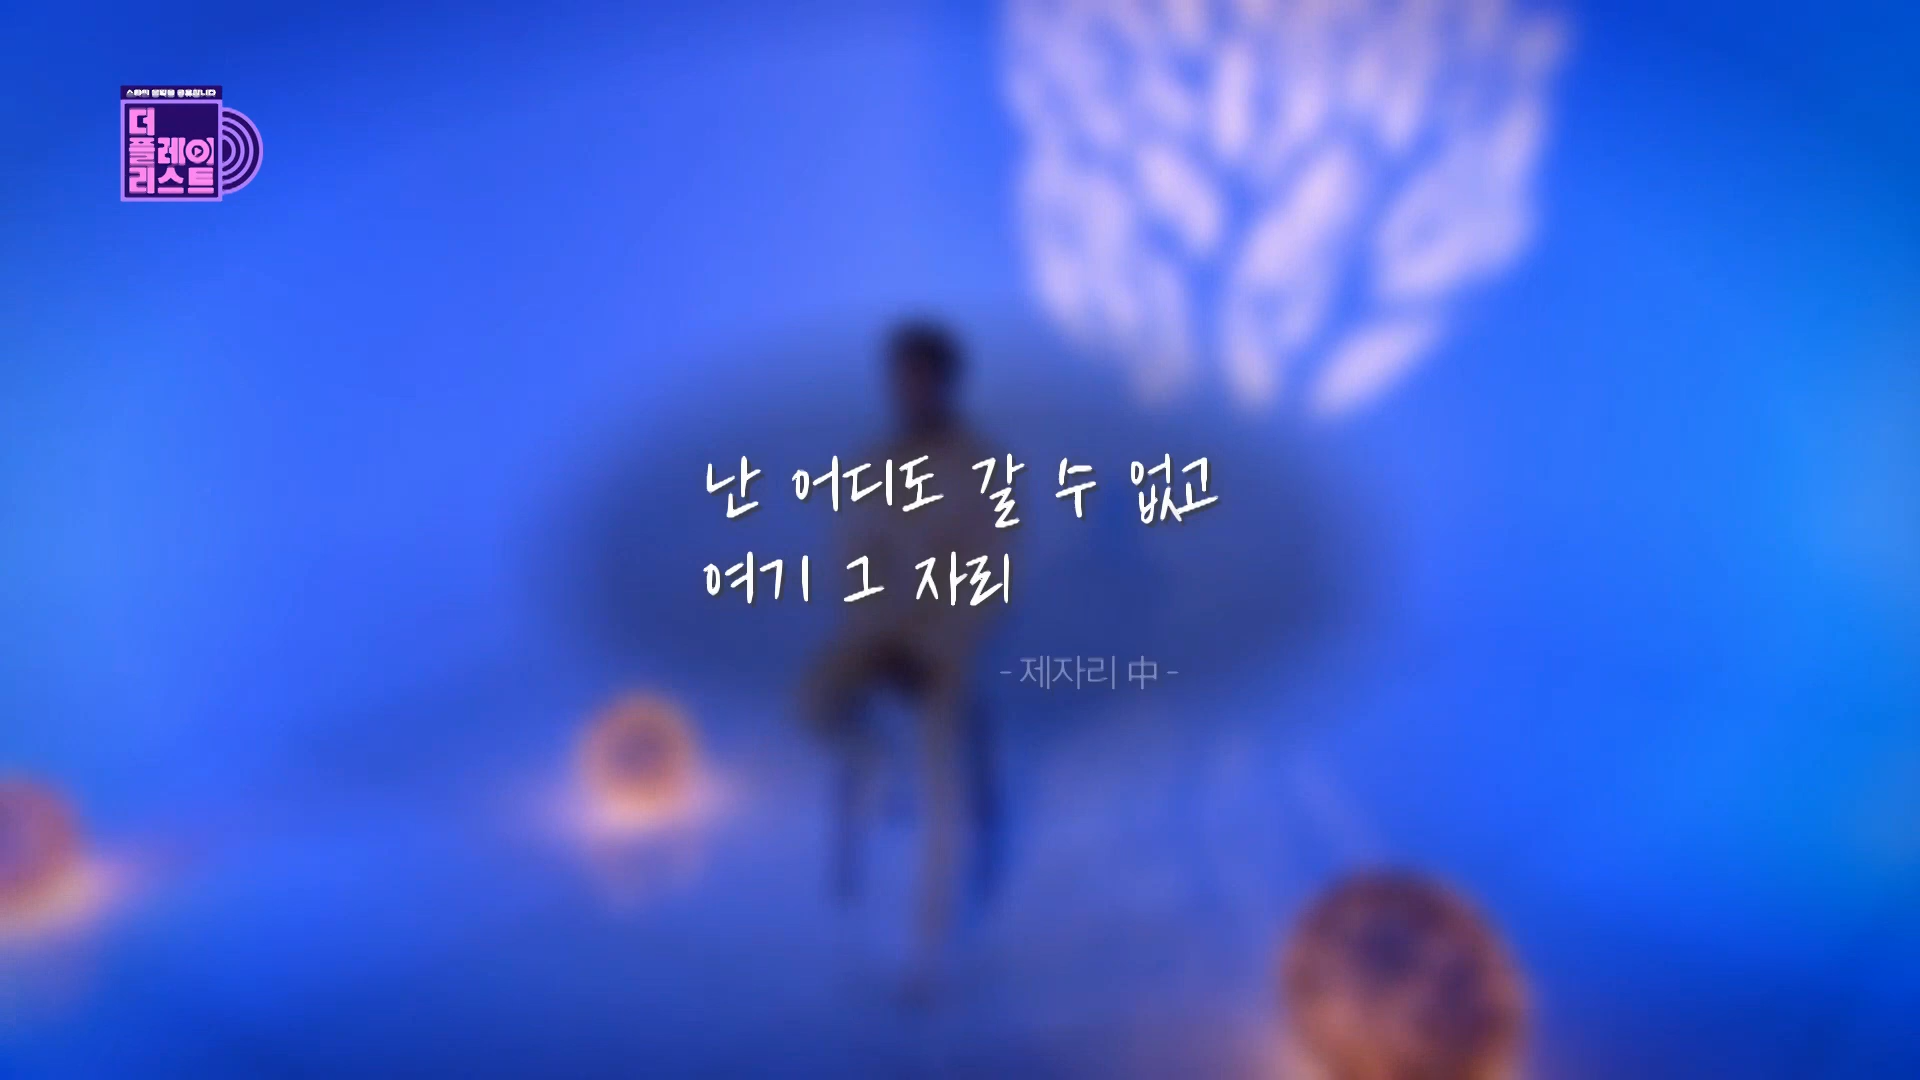 더
플레이
리스트
난 어디도 갈 수 없고
여기 그 자리
- 제자리 中 -